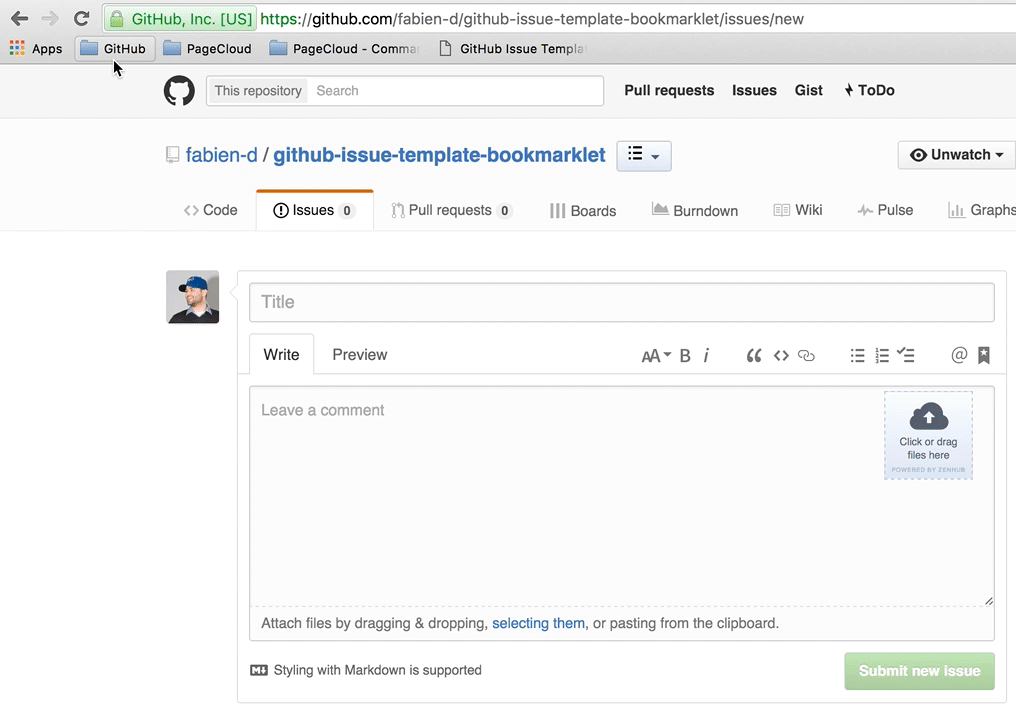 GitHub, Inc. [US] https://github.com/fabien-d/github-issue-template-bookmarklet/issues/new
Apps GitHub PageCloud PageCloud - Comma GitHub Issue Templa
This repository Search Pull requests Issues Gist ToDo
fabien-d / github-issue-template-bookmarklet Unwatch
Code Issues 0 Pull requests 0 Boards Burndown Wiki Pulse Graphs
Title
Write Preview AA B i @
Leave a comment
Click or drag
files here
POWERED BY ZENHUB
Attach files by dragging & dropping, selecting them, or pasting from the clipboard.
Styling with Markdown is supported Submit new issue